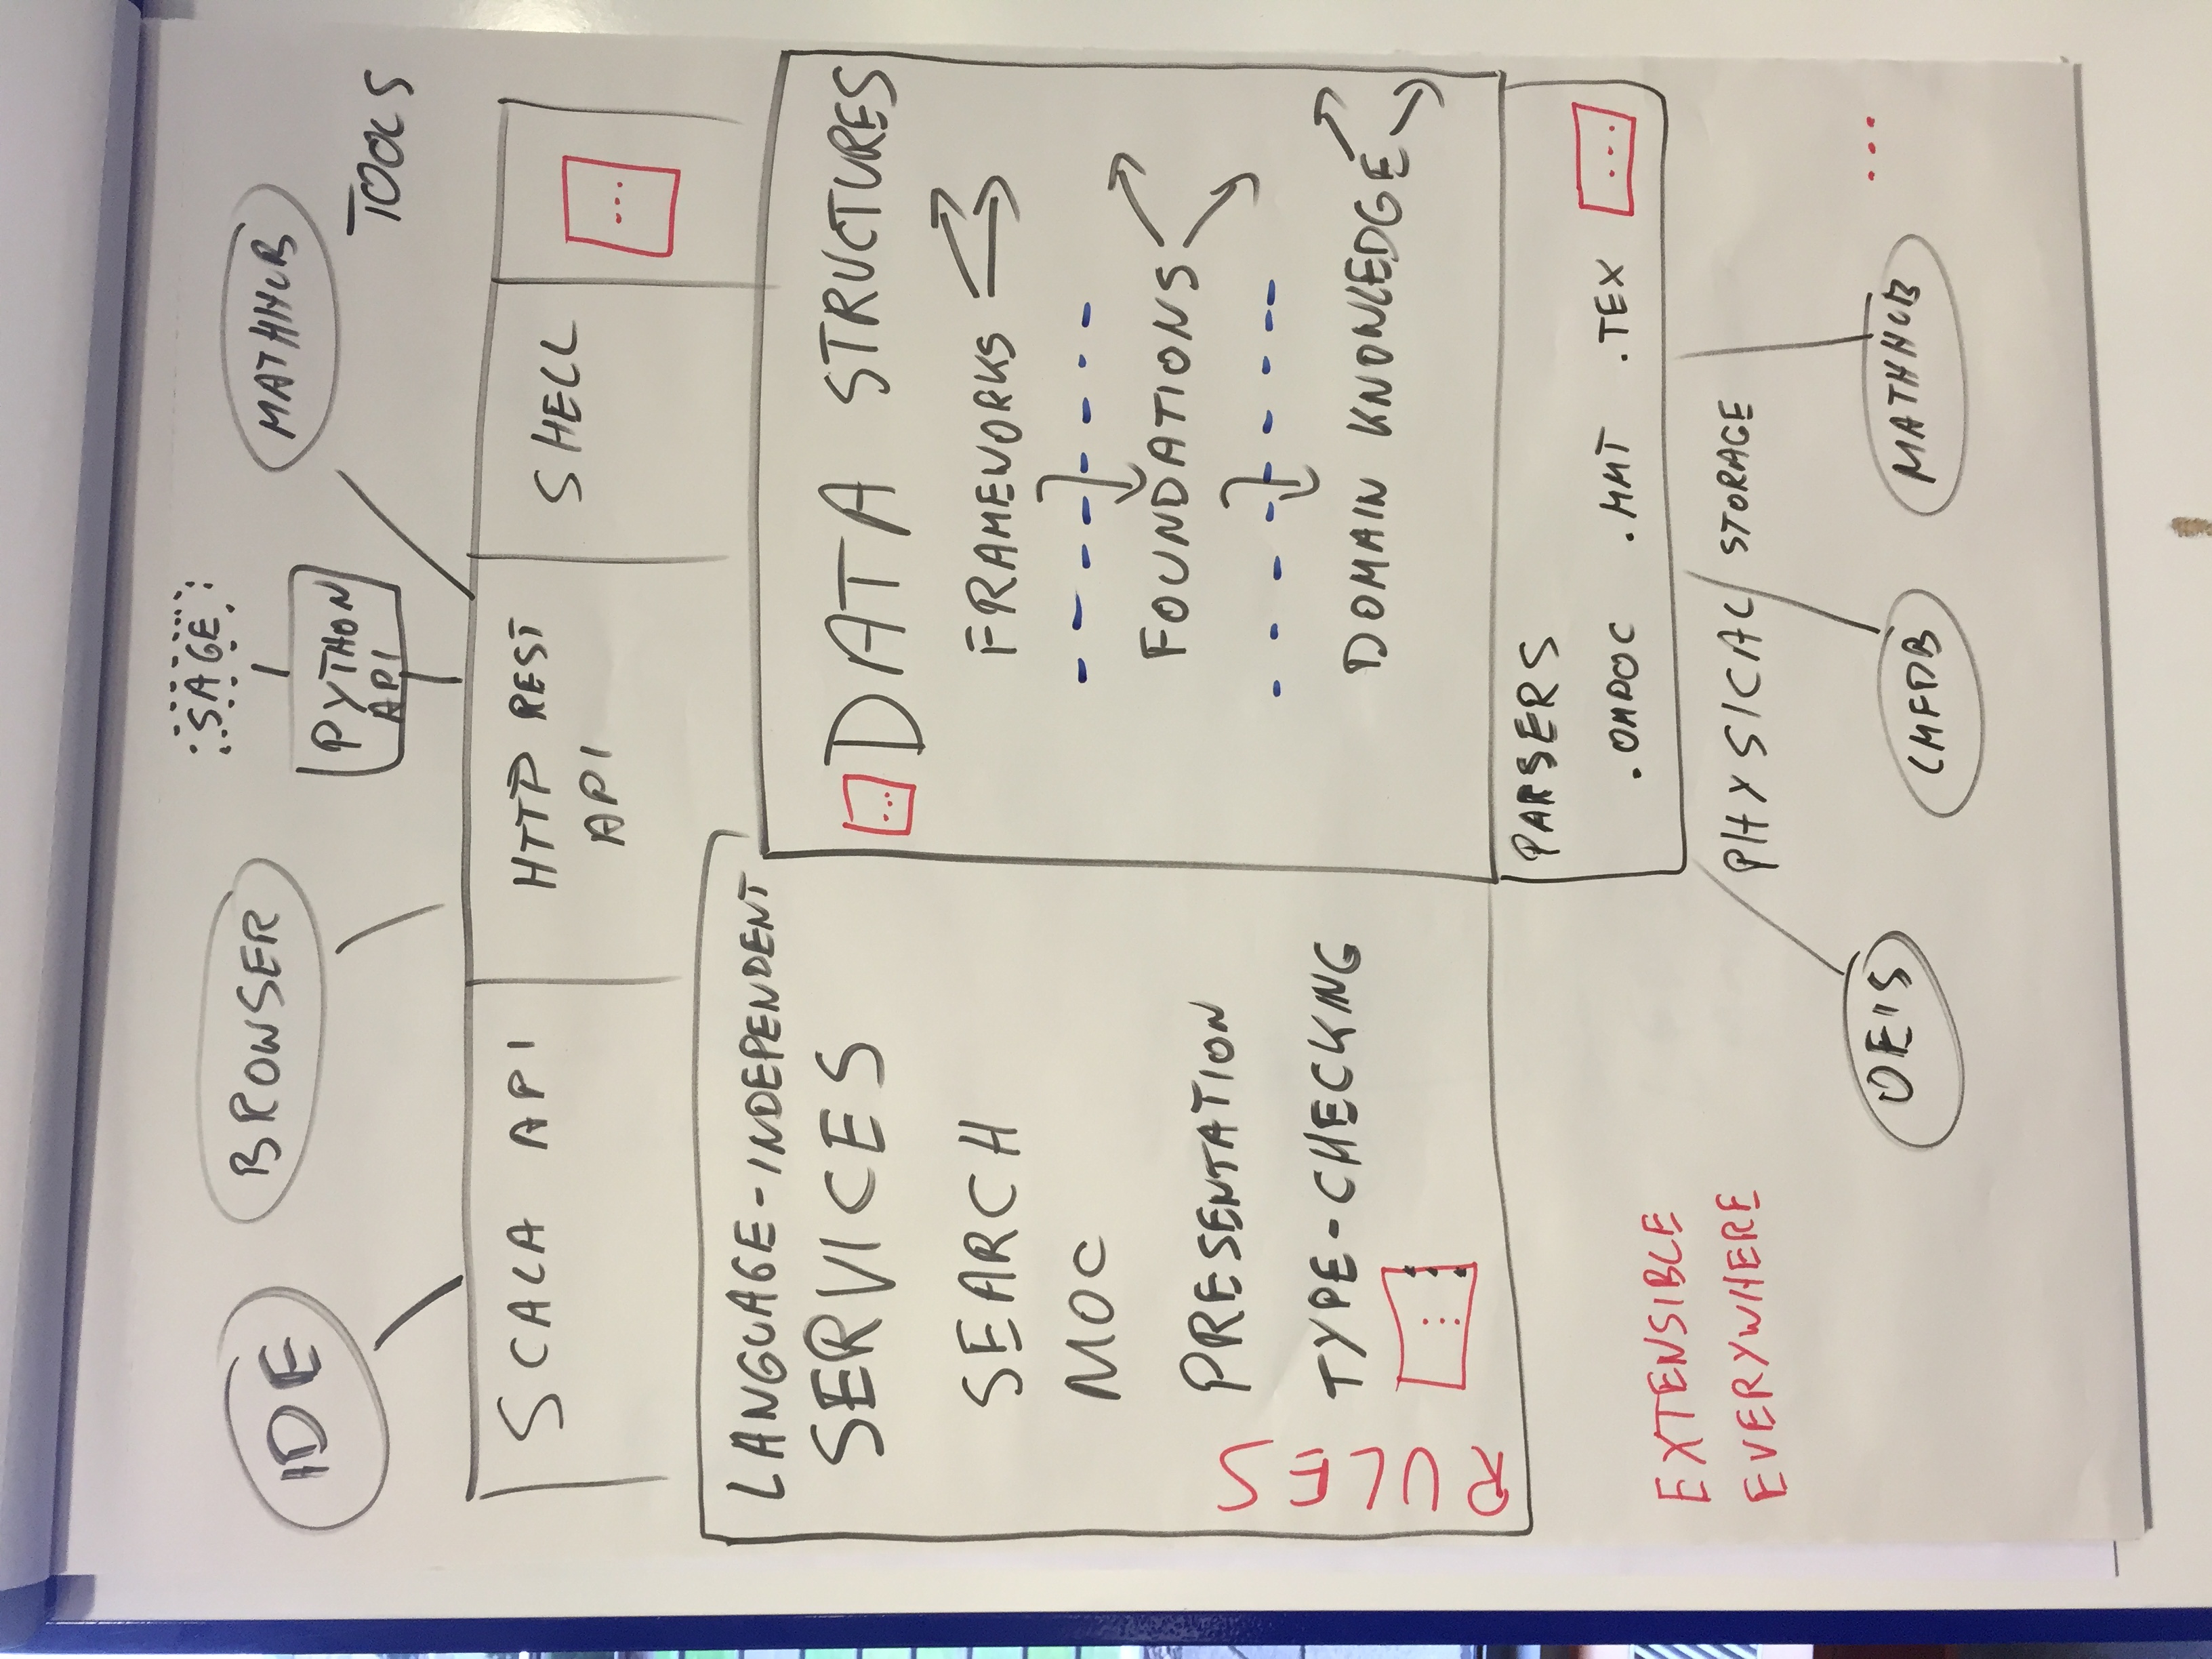 SAGE
PYTHON
API
IDE
BROWSER
MATHHUB
TOOLS
SCALA API
HTTP REST
API
SHELL
...
LANGUAGE-INDEPENDENT
SERVICES
SEARCH
MOC
PRESENTATION
TYPE-CHECKING
...
RULES
... DATA STRUCTURES
FRAMEWORKS
FOUNDATIONS
DOMAIN KNOWLEDGE
PARSERS
.OMDOC .MMT .TEX ...
PHYSICAL STORAGE
OEIS
LMFDB
MATHHUB
...
EXTENSIBLE
EVERYWHERE